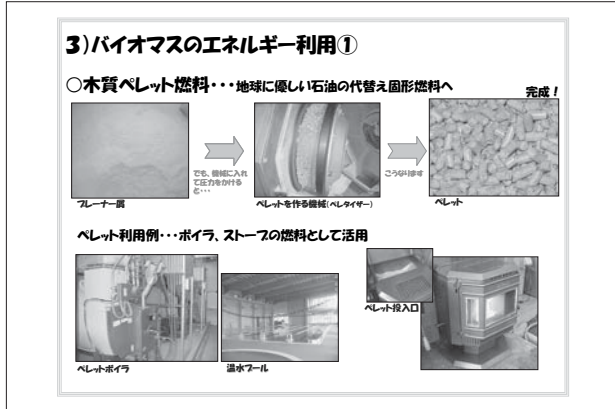 3)バイオマスのエネルギー利用①
○木質ペレット燃料・・・地球に優しい石油の代替え固形燃料へ
完成！
でも、機械に入れ
て圧力をかける
と・・・
こうなります
プレーナー屑
ペレットを作る機械(ペレタイザー)
ペレット
ペレット利用例・・・ボイラ、ストーブの燃料として活用
ペレット投入口
ペレットボイラ
温水プール